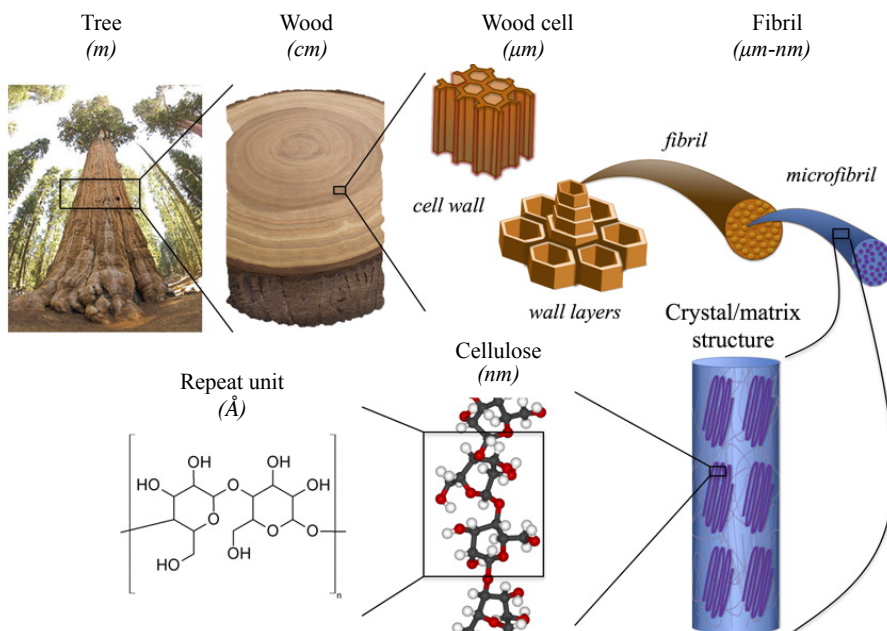 Tree
(m)
Wood
(cm)
Wood cell
(μm)
Fibril
(μm-nm)
fibril
microfibril
cell wall
wall layers
Crystal/matrix
structure
Cellulose
(nm)
Repeat unit
(Å)
OH
OH
OH
OH
O
O
O
O
HO
OH
n